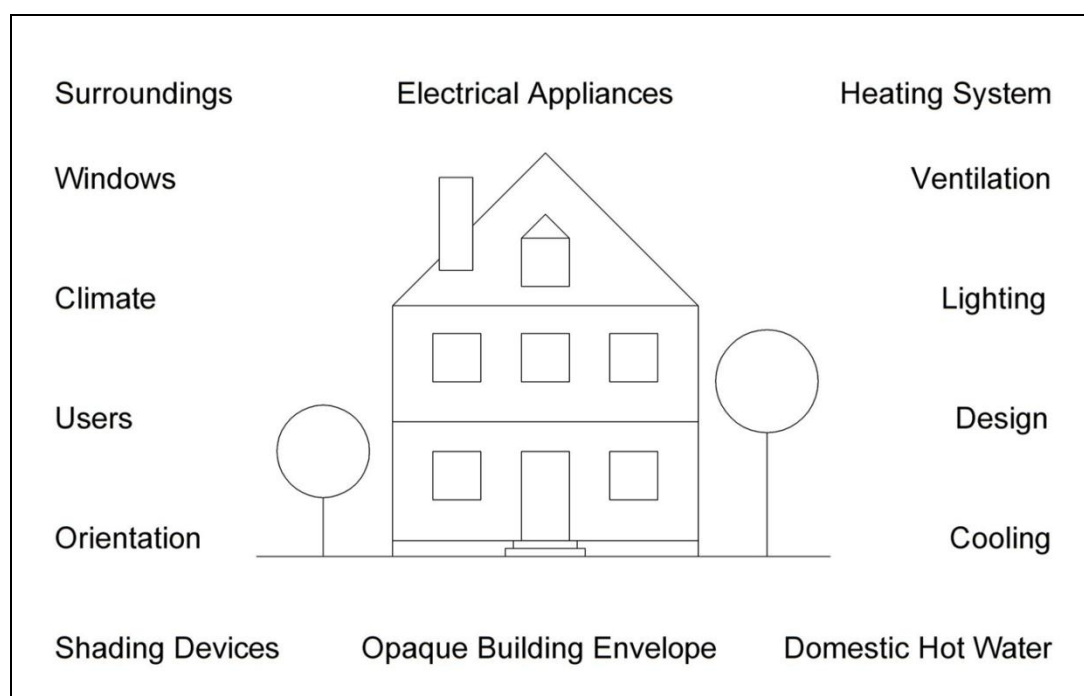 Surroundings
Electrical Appliances
Heating System
Windows
Ventilation
Climate
Lighting
Users
Design
Orientation
Cooling
Shading Devices
Opaque Building Envelope
Domestic Hot Water